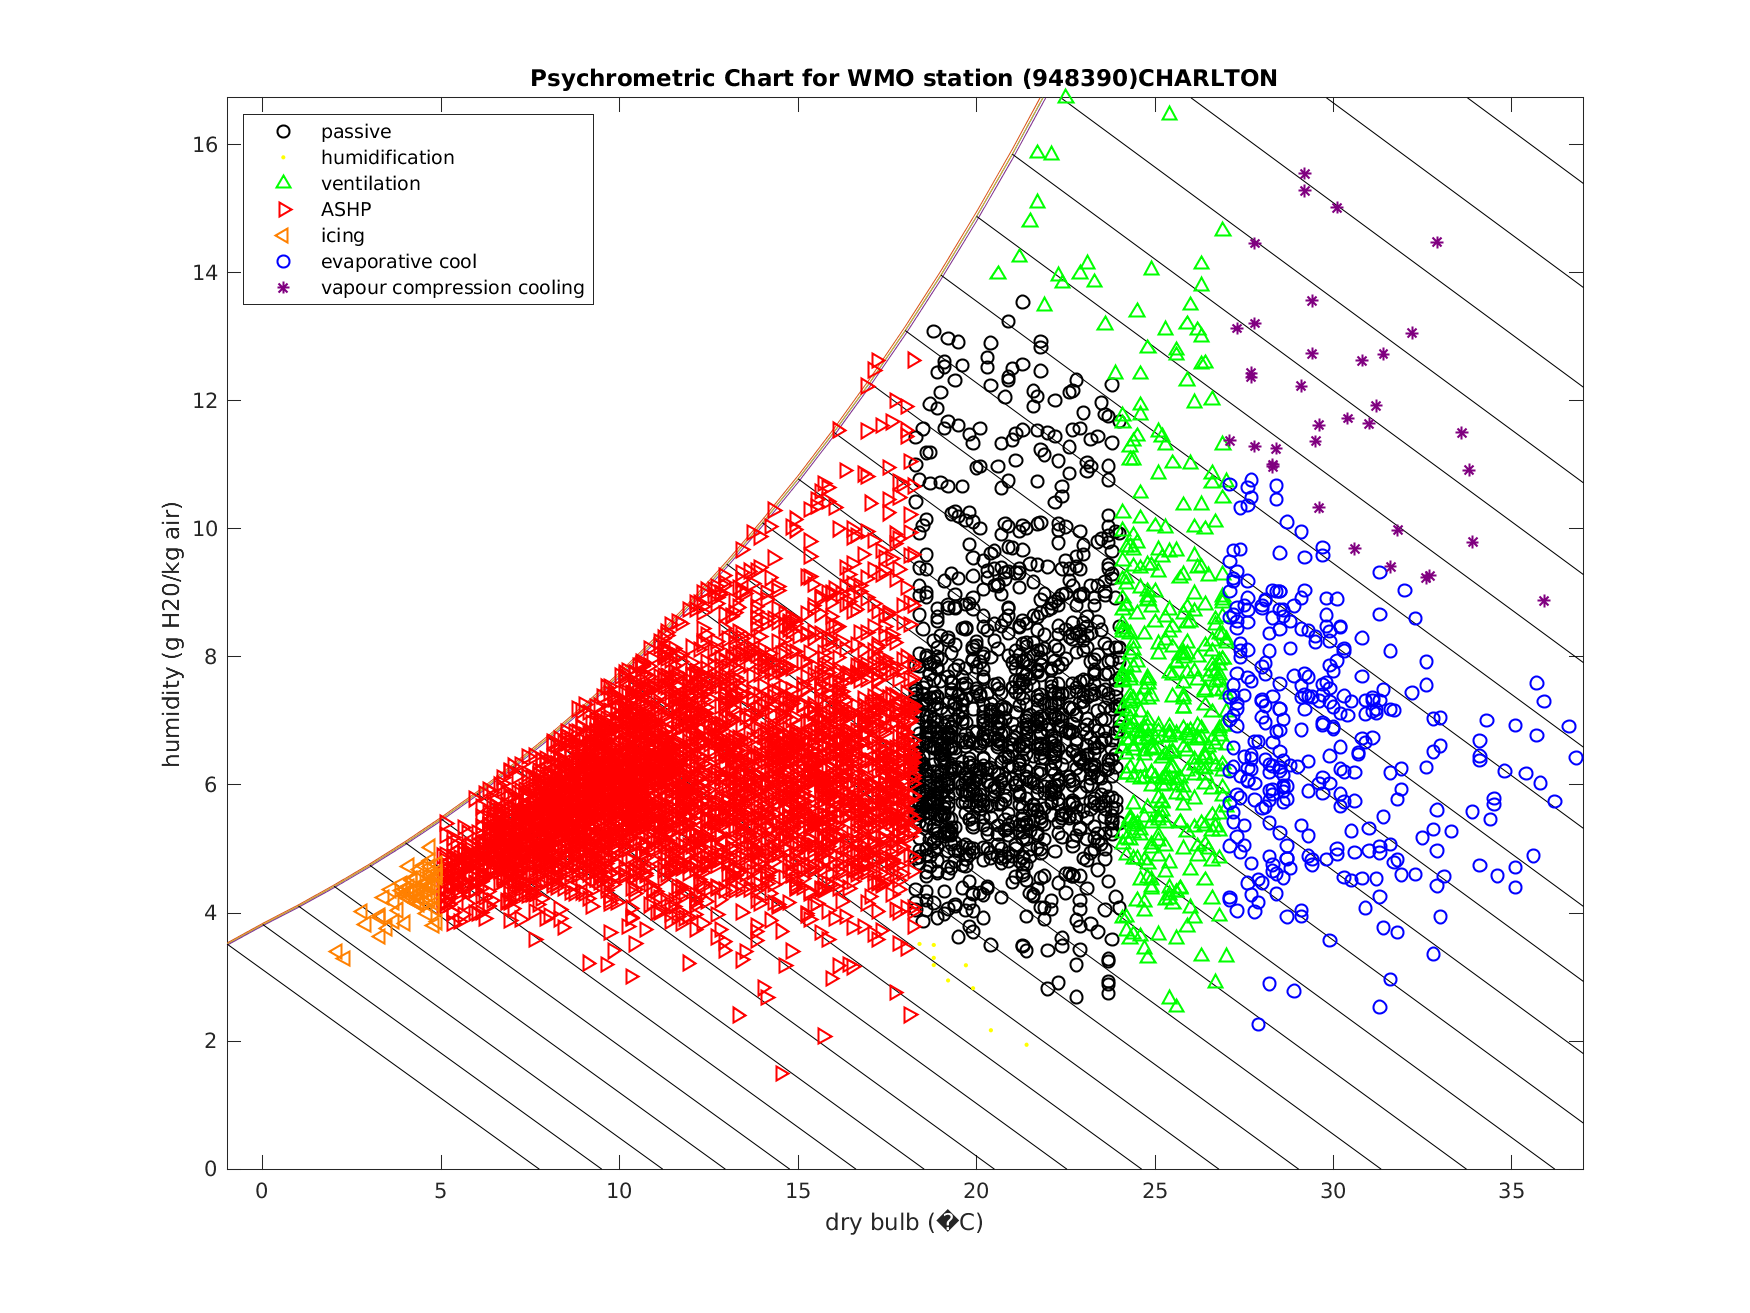 Psychrometric Chart for WMO station (948390)CHARLTON
passive
humidification
ventilation
ASHP
icing
evaporative cool
vapour compression cooling
humidity (g H20/kg air)
16
14
12
10
8
6
4
2
0
0 5 10 15 20 25 30 35
dry bulb (�C)